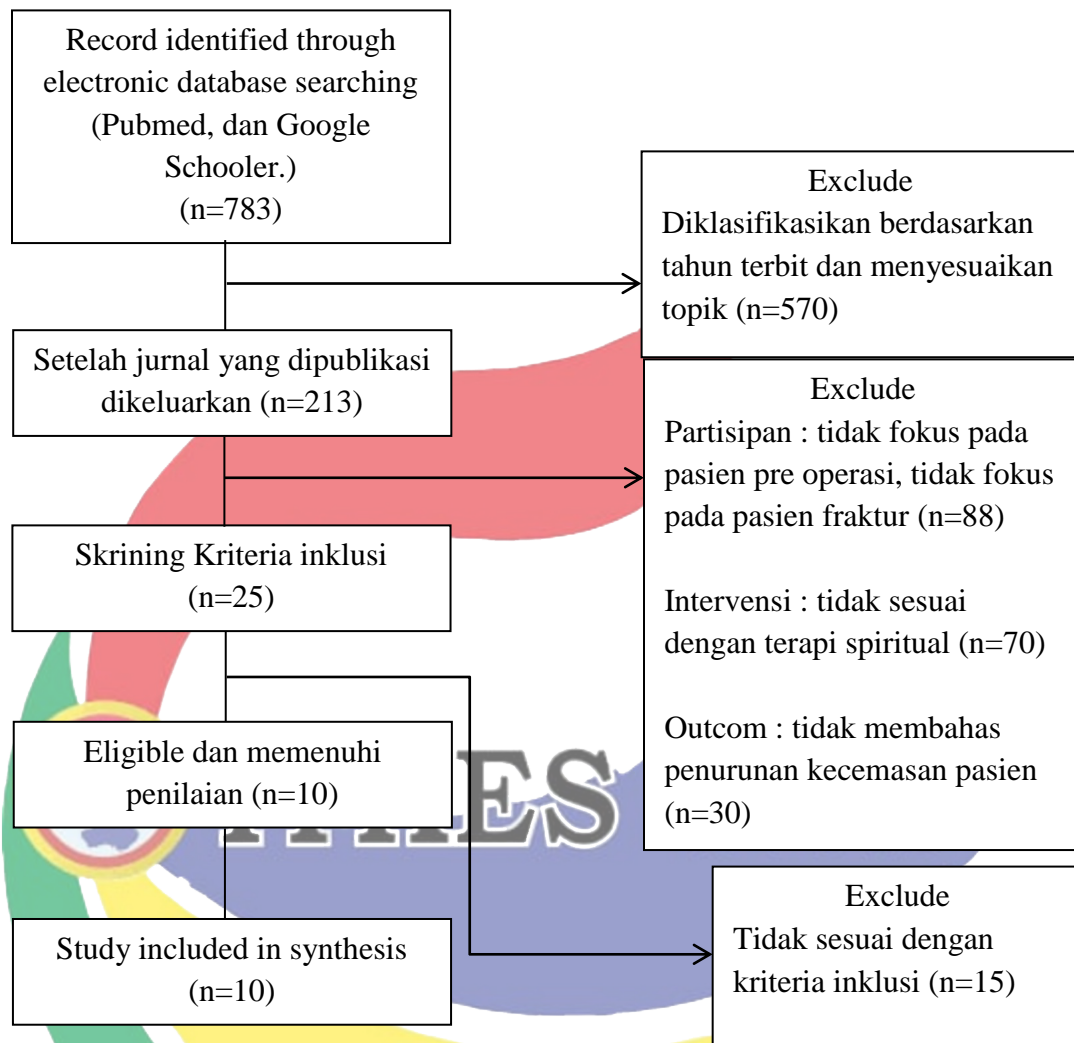 Record identified through
electronic database searching
(Pubmed, dan Google
Schooler.)
(n=783)
Exclude
Diklasifikasikan berdasarkan
tahun terbit dan menyesuaikan
topik (n=570)
Setelah jurnal yang dipublikasi
dikeluarkan (n=213)
Exclude
Partisipan : tidak fokus pada
pasien pre operasi, tidak fokus
pada pasien fraktur (n=88)
Intervensi : tidak sesuai
dengan terapi spiritual (n=70)
Outcom : tidak membahas
penurunan kecemasan pasien
(n=30)
Skrining Kriteria inklusi
(n=25)
Eligible dan memenuhi
penilaian (n=10)
Exclude
Tidak sesuai dengan
kriteria inklusi (n=15)
Study included in synthesis
(n=10)